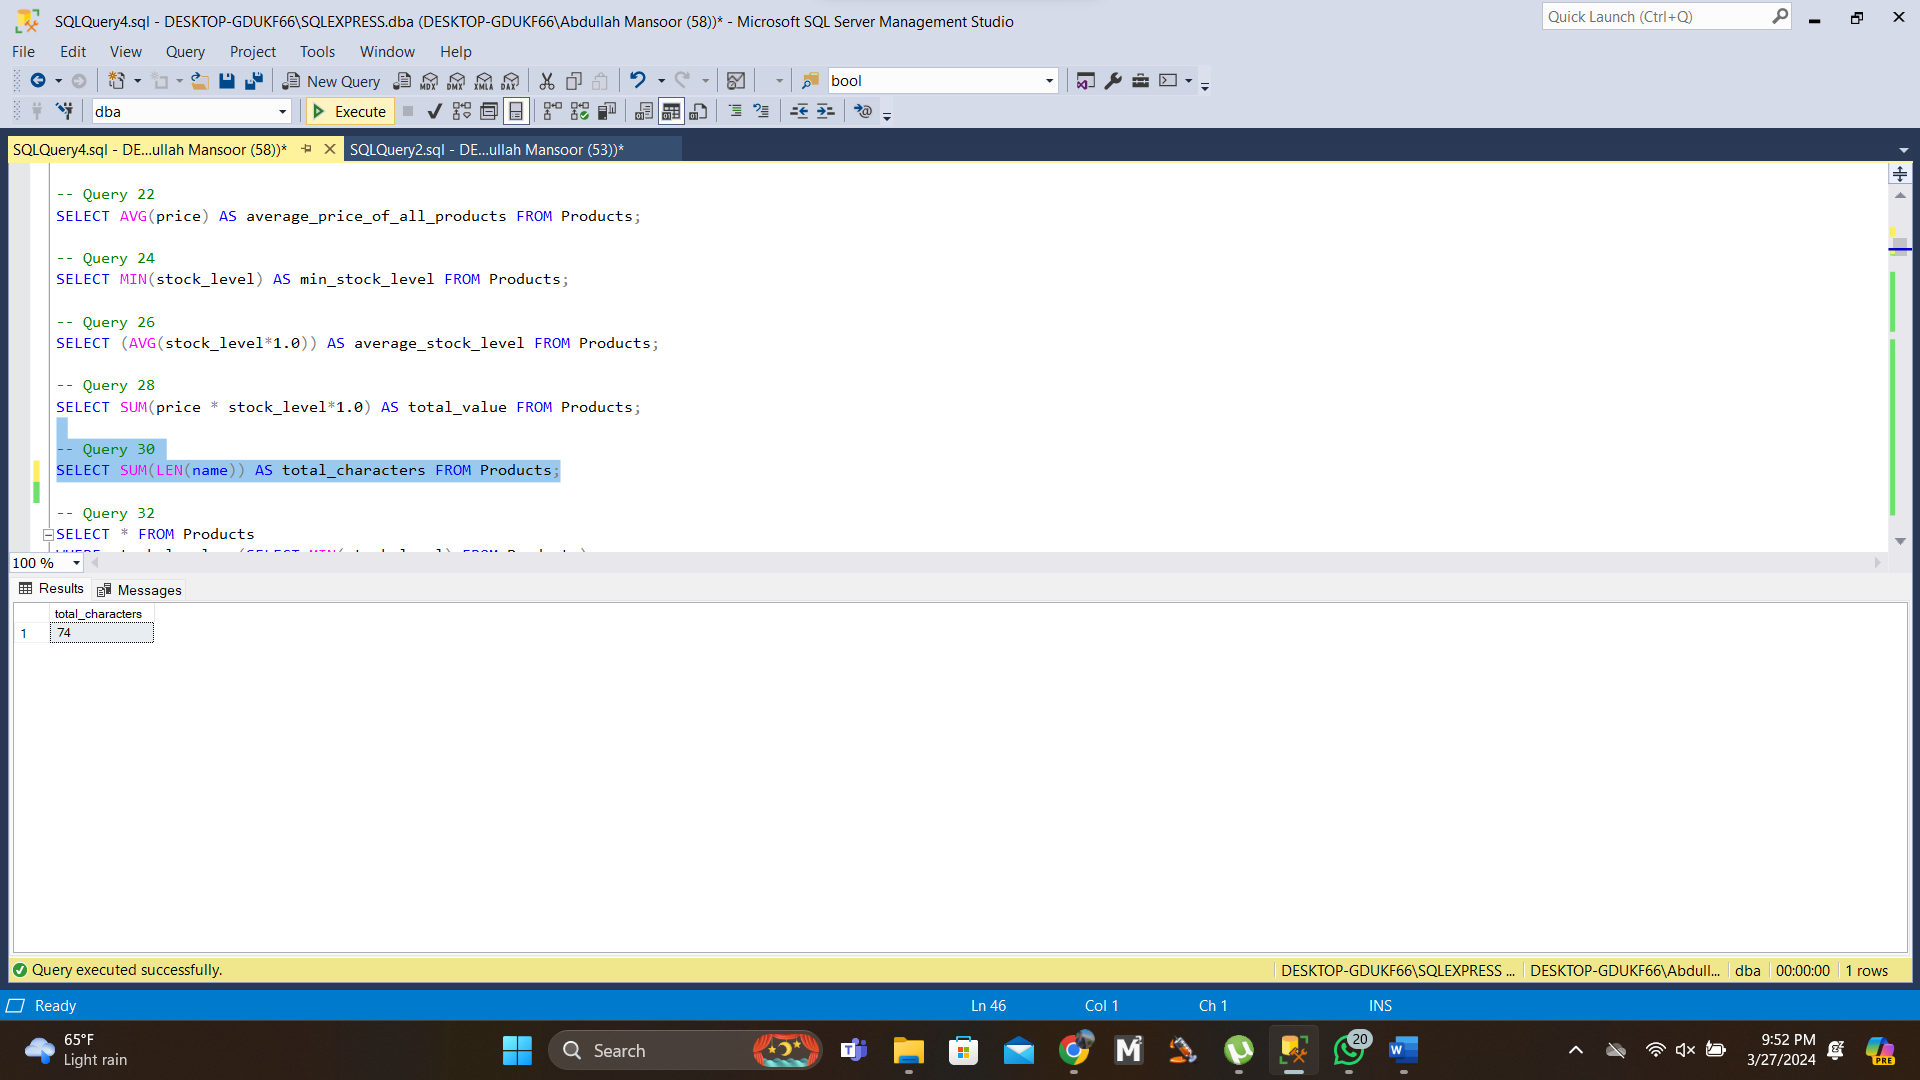 SQLQuery4.sql - DESKTOP-GDUKF66\SQLEXPRESS.dba (DESKTOP-GDUKF66\Abdullah Mansoor (58))* - Microsoft SQL Server Management Studio
Quick Launch (Ctrl+Q)
File Edit View Query Project Tools Window Help
New Query MDX DMX XMLA DAX bool
dba Execute
SQLQuery4.sql - DE...ullah Mansoor (58))* SQLQuery2.sql - DE...ullah Mansoor (53))*
-- Query 22
SELECT AVG(price) AS average_price_of_all_products FROM Products;
-- Query 24
SELECT MIN(stock_level) AS min_stock_level FROM Products;
-- Query 26
SELECT (AVG(stock_level*1.0)) AS average_stock_level FROM Products;
-- Query 28
SELECT SUM(price * stock_level*1.0) AS total_value FROM Products;
-- Query 30
SELECT SUM(LEN(name)) AS total_characters FROM Products;
-- Query 32
SELECT * FROM Products
100 %
Results Messages
total_characters
1 74
Query executed successfully. DESKTOP-GDUKF66\SQLEXPRESS ... DESKTOP-GDUKF66\Abdull... dba 00:00:00 1 rows
Ready Ln 46 Col 1 Ch 1 INS
65°F
Light rain
Search
20
9:52 PM
3/27/2024
PRE